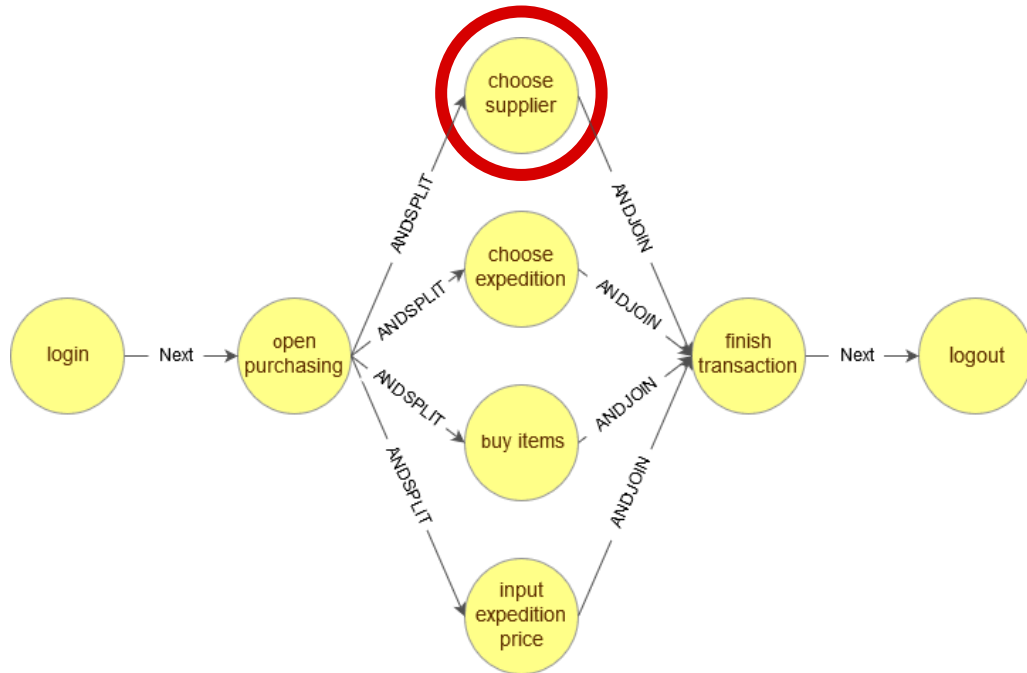 choose
supplier
ANDSPLIT
ANDJOIN
choose
expedition
ANDSPLIT
ANDJOIN
login
Next
open
purchasing
finish
transaction
Next
logout
ANDSPLIT
ANDJOIN
buy items
ANDSPLIT
ANDJOIN
input
expedition
price